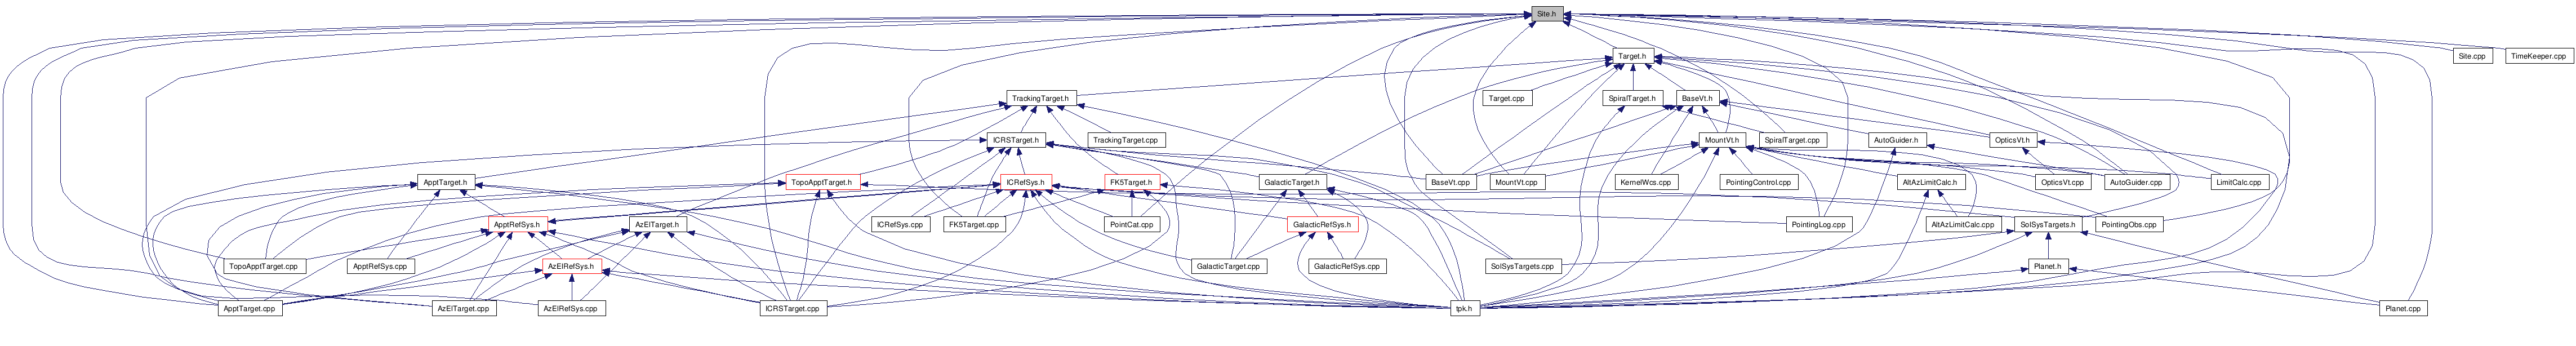 Site.h
Target.h
Site.cpp
TimeKeeper.cpp
TrackingTarget.h
Target.cpp
SpiralTarget.h
BaseVt.h
ICRSTarget.h
TrackingTarget.cpp
MountVt.h
SpiralTarget.cpp
AutoGuider.h
OpticsVt.h
ApptTarget.h
TopoApptTarget.h
ICRefSys.h
FK5Target.h
GalacticTarget.h
BaseVt.cpp
MountVt.cpp
KernelWcs.cpp
PointingControl.cpp
AltAzLimitCalc.h
OpticsVt.cpp
AutoGuider.cpp
LimitCalc.cpp
ApptRefSys.h
AzElTarget.h
ICRefSys.cpp
FK5Target.cpp
PointCat.cpp
GalacticRefSys.h
PointingLog.cpp
AltAzLimitCalc.cpp
SolSysTargets.h
PointingObs.cpp
TopoApptTarget.cpp
ApptRefSys.cpp
AzElRefSys.h
GalacticTarget.cpp
GalacticRefSys.cpp
SolSysTargets.cpp
Planet.h
ApptTarget.cpp
AzElTarget.cpp
AzElRefSys.cpp
ICRSTarget.cpp
tpk.h
Planet.cpp